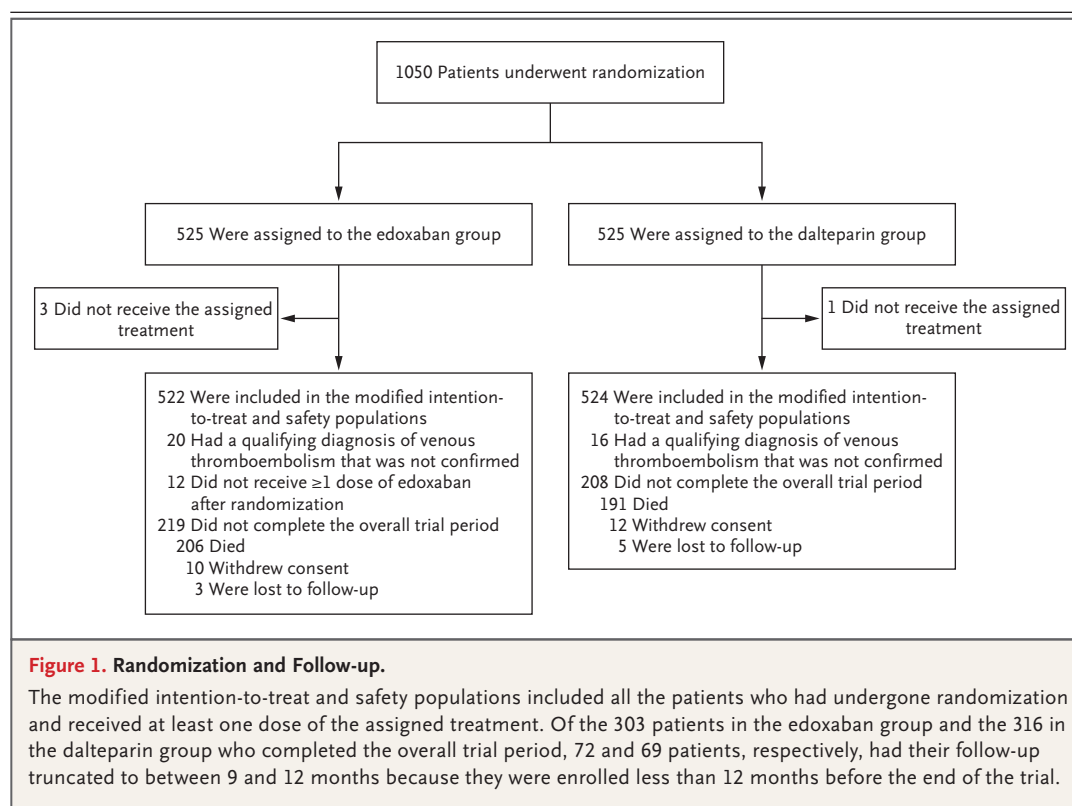 1050 Patients underwent randomization
525 Were assigned to the edoxaban group
525 Were assigned to the dalteparin group
3 Did not receive the assigned
treatment
1 Did not receive the assigned
treatment
522 Were included in the modified intention-
to-treat and safety populations
20 Had a qualifying diagnosis of venous
thromboembolism that was not confirmed
12 Did not receive ≥1 dose of edoxaban
after randomization
219 Did not complete the overall trial period
206 Died
10 Withdrew consent
3 Were lost to follow-up
524 Were included in the modified intention-
to-treat and safety populations
16 Had a qualifying diagnosis of venous
thromboembolism that was not confirmed
208 Did not complete the overall trial period
191 Died
12 Withdrew consent
5 Were lost to follow-up
Figure 1. Randomization and Follow-up.
The modified intention-to-treat and safety populations included all the patients who had undergone randomization
and received at least one dose of the assigned treatment. Of the 303 patients in the edoxaban group and the 316 in
the dalteparin group who completed the overall trial period, 72 and 69 patients, respectively, had their follow-up
truncated to between 9 and 12 months because they were enrolled less than 12 months before the end of the trial.